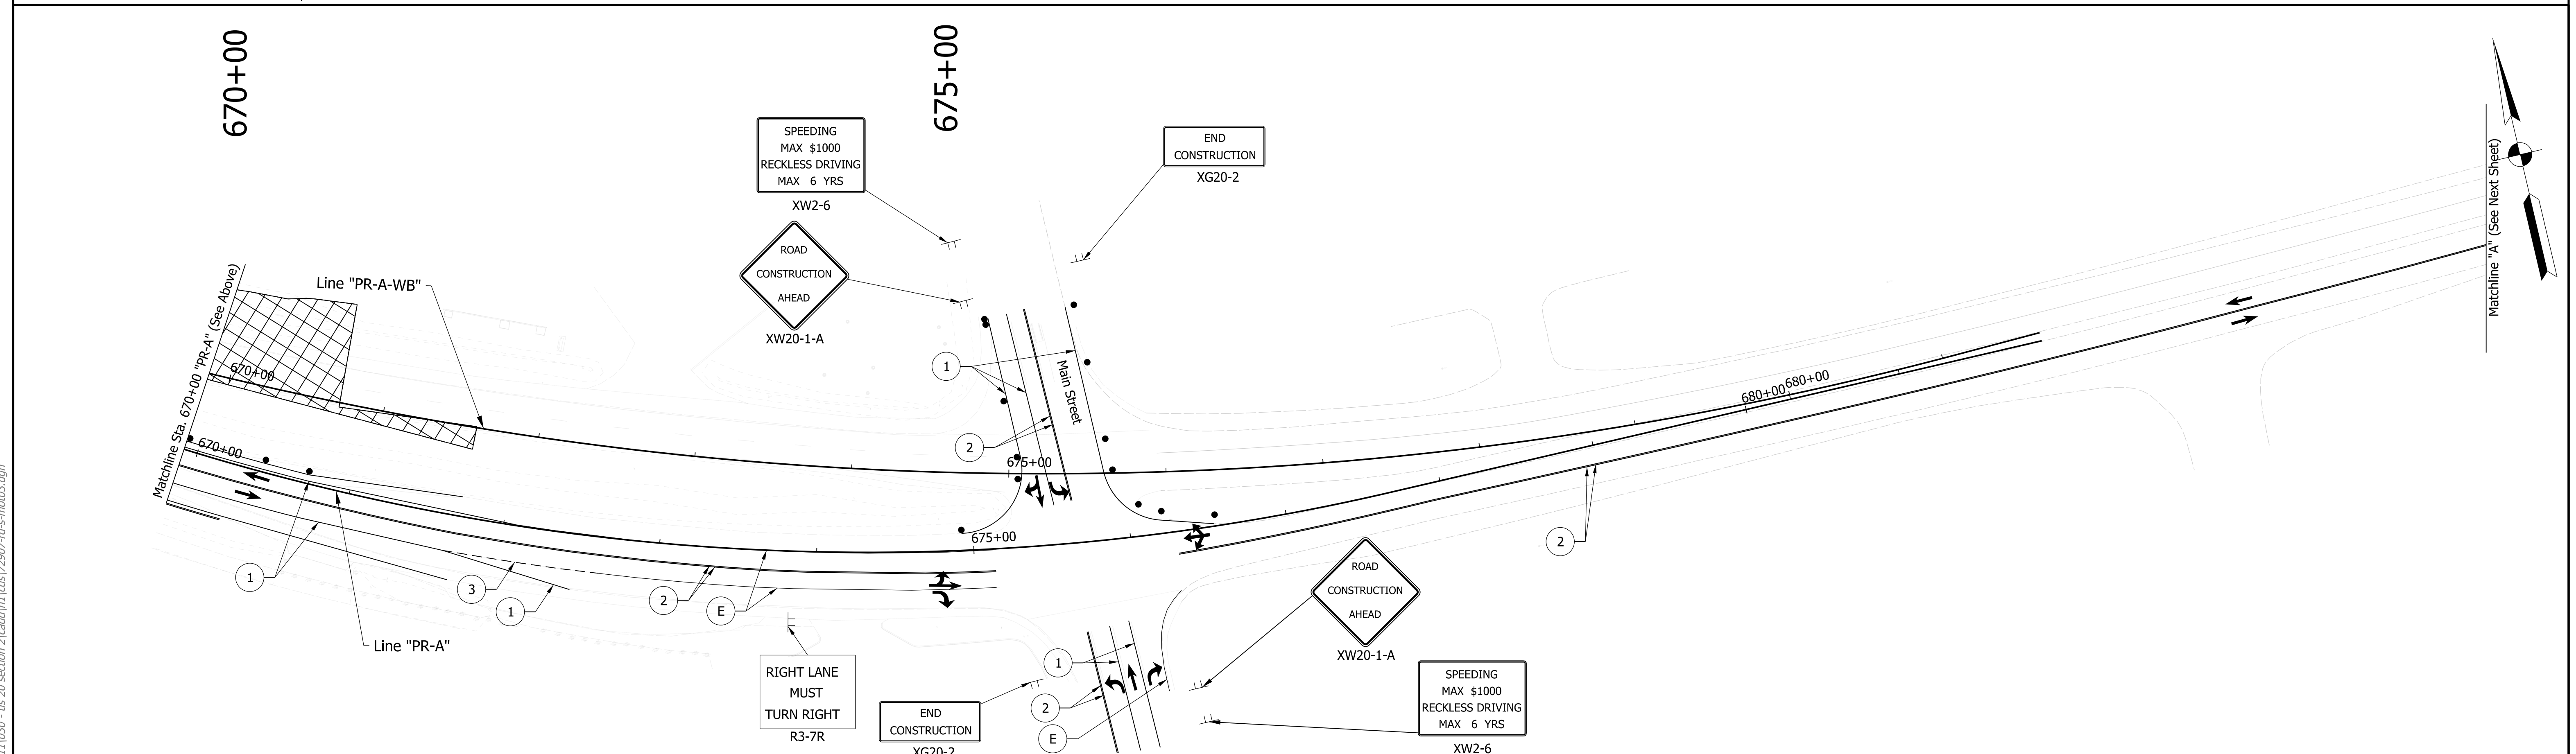 670+00
675+00
SPEEDING
MAX $1000
RECKLESS DRIVING
MAX 6 YRS
XW2-6
END
CONSTRUCTION
XG20-2
ROAD
CONSTRUCTION
AHEAD
XW20-1-A
Line "PR-A-WB"
Matchline Sta. 670+00 "PR-A" (See Above)
670+00
670+00
1
2
Main Street
675+00
675+00
680+00
680+00
Matchline "A" (See Next Sheet)
1
3
1
2
E
2
Line "PR-A"
RIGHT LANE
MUST
TURN RIGHT
R3-7R
END
CONSTRUCTION
XG20-2
1
2
E
ROAD
CONSTRUCTION
AHEAD
XW20-1-A
SPEEDING
MAX $1000
RECKLESS DRIVING
MAX 6 YRS
XW2-6